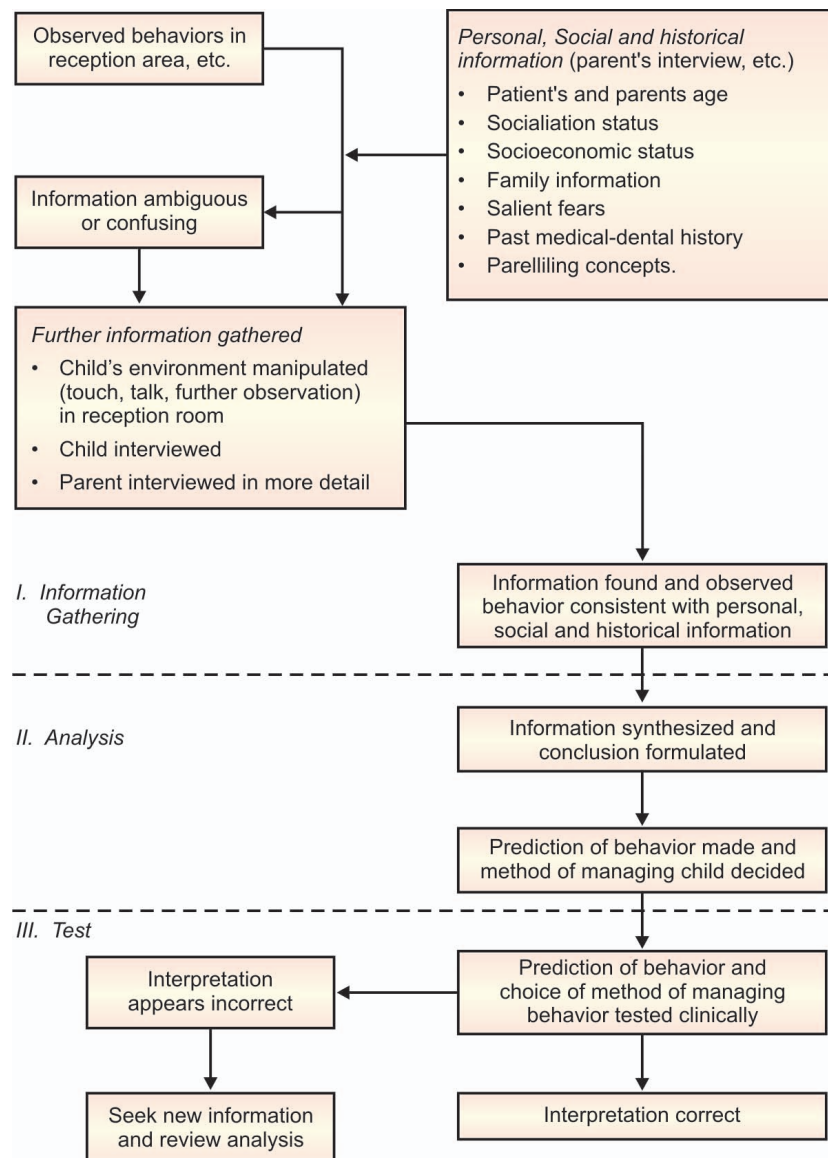 Observed behaviors in
reception area, etc.
Personal, Social and historical
information (parent's interview, etc.)
• Patient's and parents age
• Socialiation status
• Socioeconomic status
• Family information
• Salient fears
• Past medical-dental history
• Parelliling concepts.
Information ambiguous
or confusing
Further information gathered
• Child's environment manipulated
(touch, talk, further observation)
in reception room
• Child interviewed
• Parent interviewed in more detail
I. Information
Gathering
Information found and observed
behavior consistent with personal,
social and historical information
II. Analysis
Information synthesized and
conclusion formulated
Prediction of behavior made and
method of managing child decided
III. Test
Interpretation
appears incorrect
Prediction of behavior and
choice of method of managing
behavior tested clinically
Seek new information
and review analysis
Interpretation correct